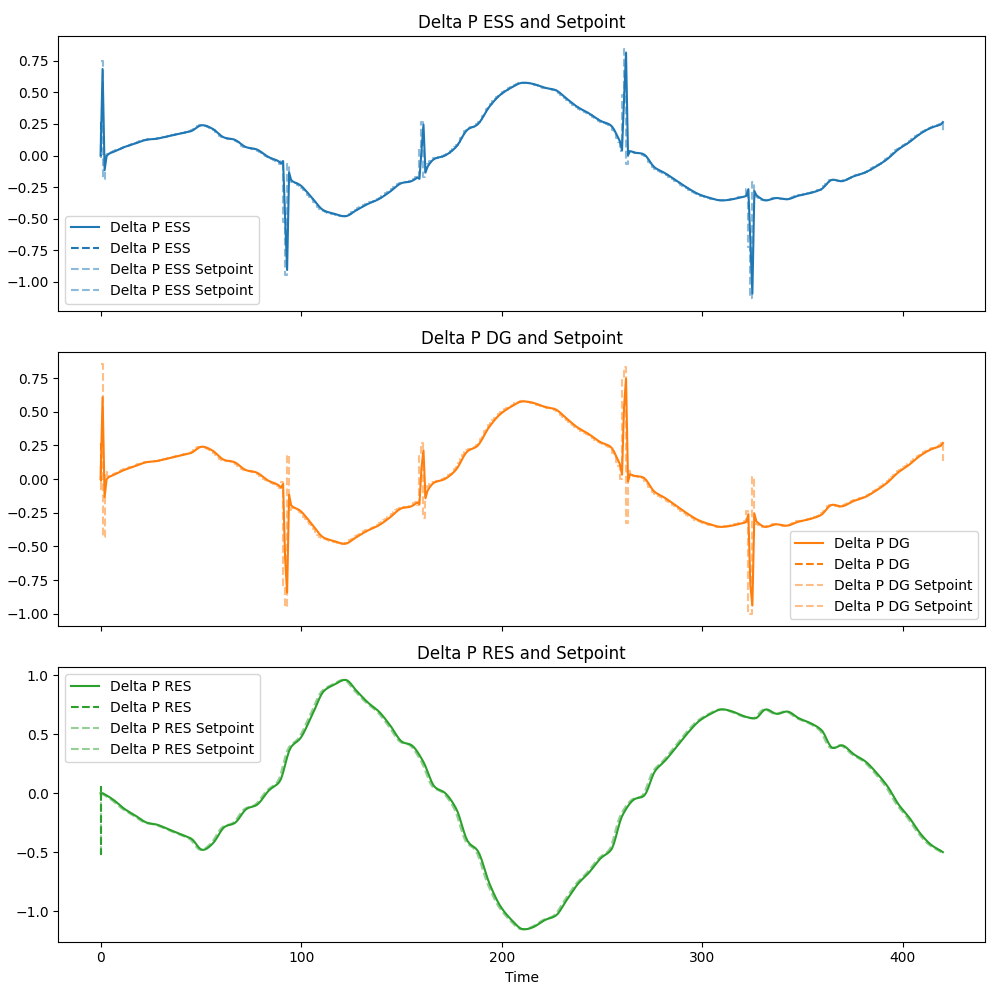 Delta P ESS and Setpoint
0.75
0.50
0.25
0.00
−0.25
−0.50
−0.75
−1.00
Delta P ESS
Delta P ESS
Delta P ESS Setpoint
Delta P ESS Setpoint
Delta P DG and Setpoint
0.75
0.50
0.25
0.00
−0.25
−0.50
−0.75
−1.00
Delta P DG
Delta P DG
Delta P DG Setpoint
Delta P DG Setpoint
Delta P RES and Setpoint
1.0
0.5
0.0
−0.5
−1.0
Delta P RES
Delta P RES
Delta P RES Setpoint
Delta P RES Setpoint
0 100 200 300 400
Time